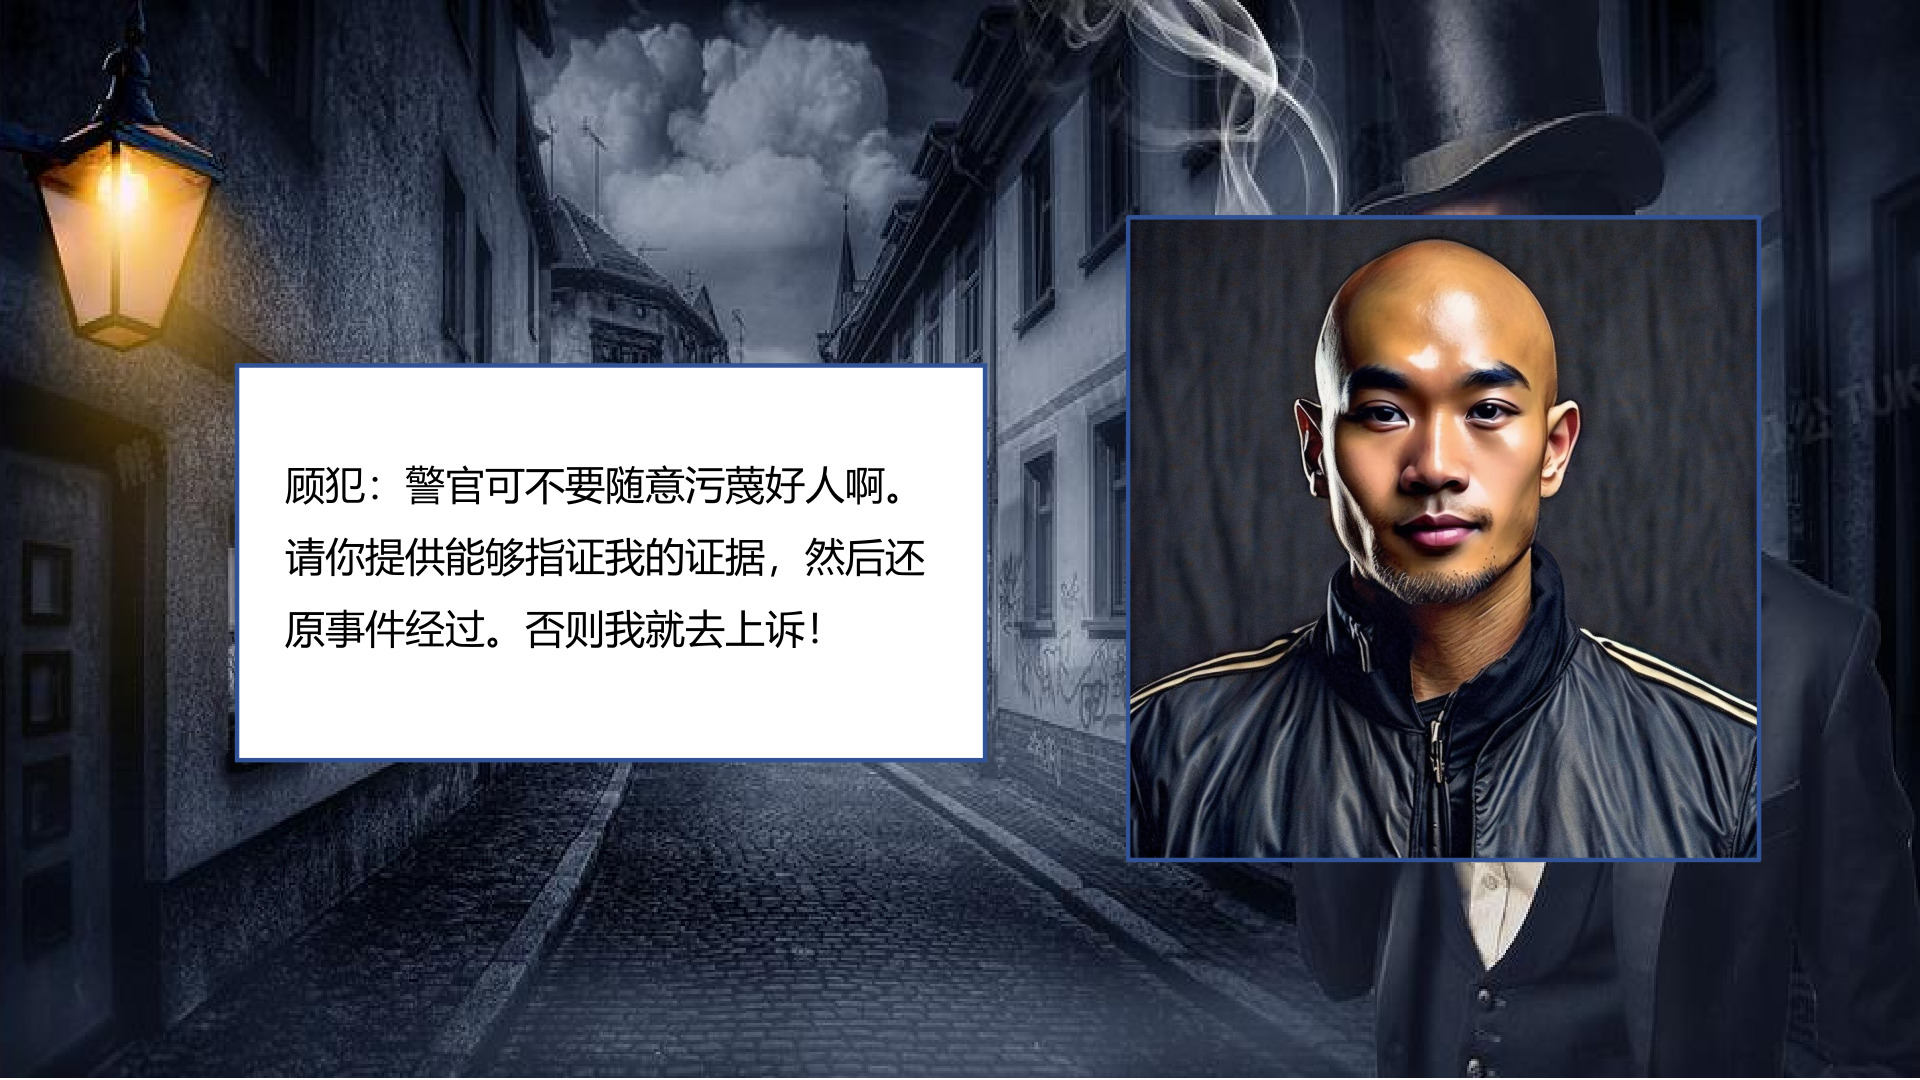 顾犯：警官可不要随意污蔑好人啊。
请你提供能够指证我的证据，然后还
原事件经过。否则我就去上诉！